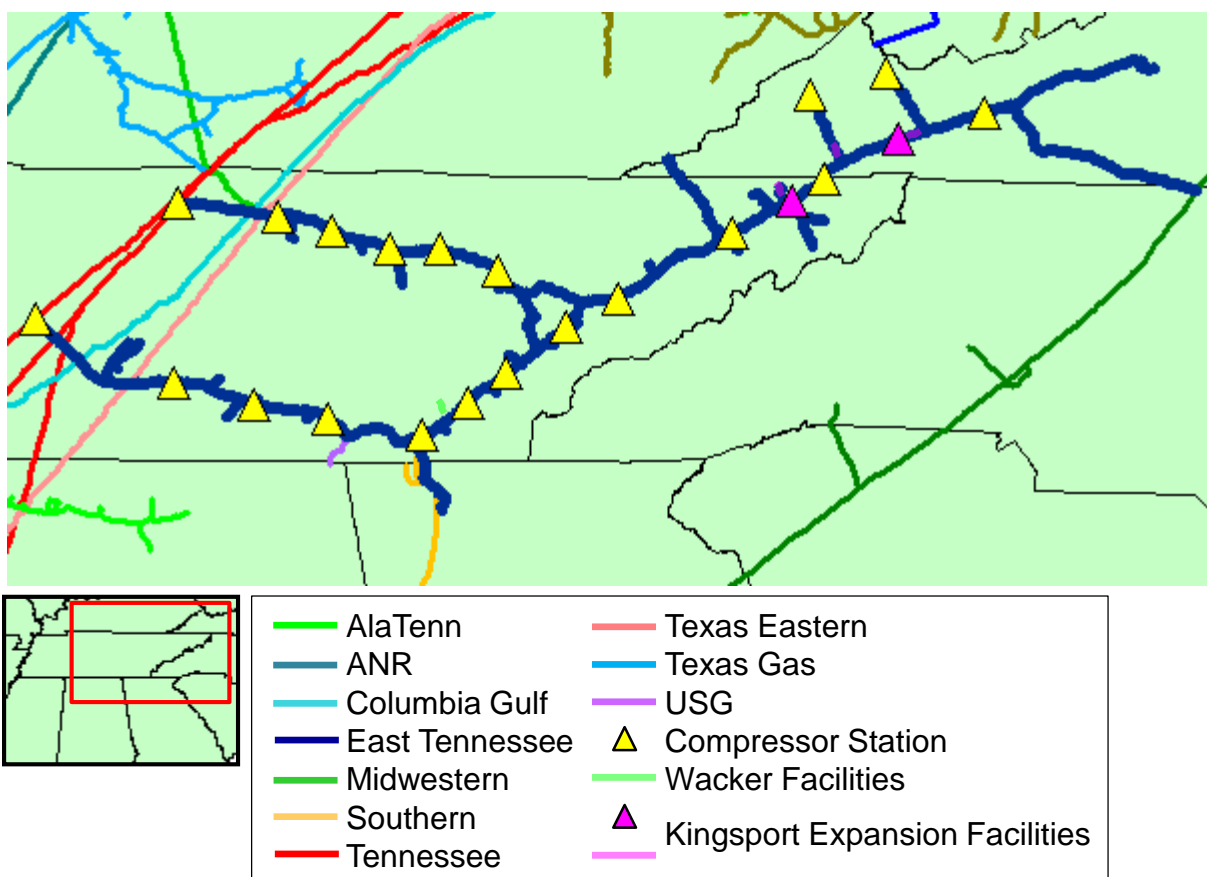 AlaTenn
ANR
Columbia Gulf
East Tennessee
Midwestern
Southern
Tennessee
Texas Eastern
Texas Gas
USG
Compressor Station
Wacker Facilities
Kingsport Expansion Facilities